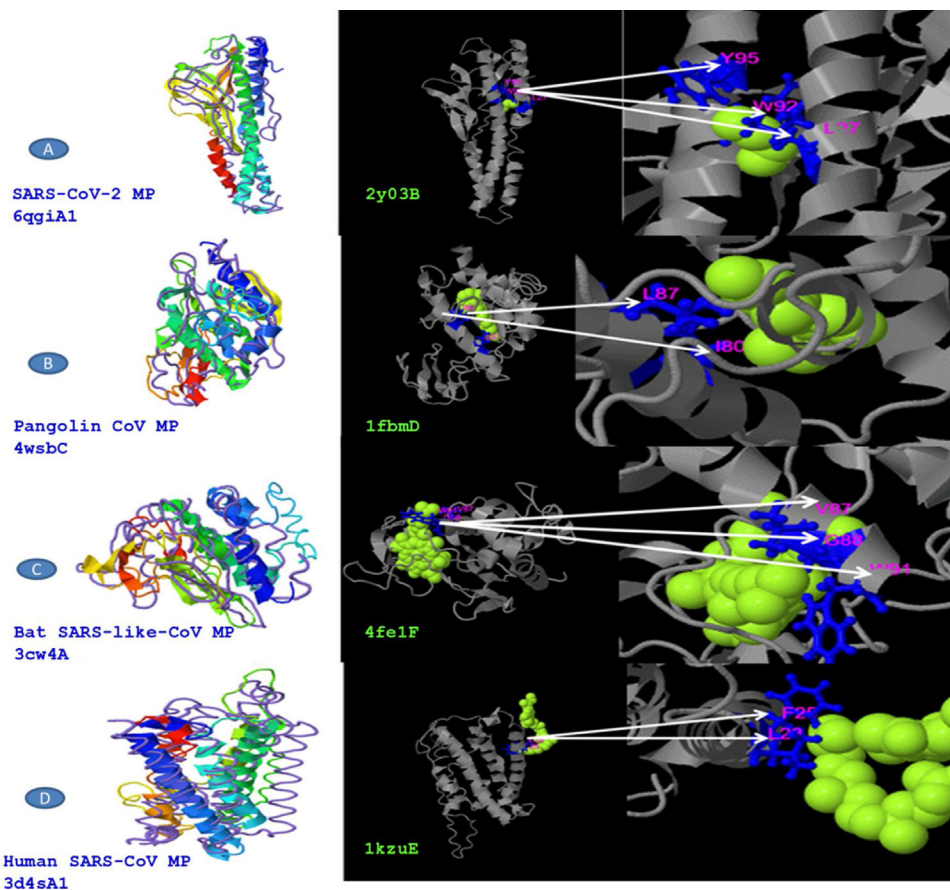 A
SARS-CoV-2 MP
6qgiA1
2y03B
Y95
W92
B
Pangolin CoV MP
4wsbC
1fbmD
L87
I80
C
Bat SARS-like-CoV MP
3cw4A
4fe1F
V87
D
Human SARS-CoV MP
3d4sA1
1kzuE